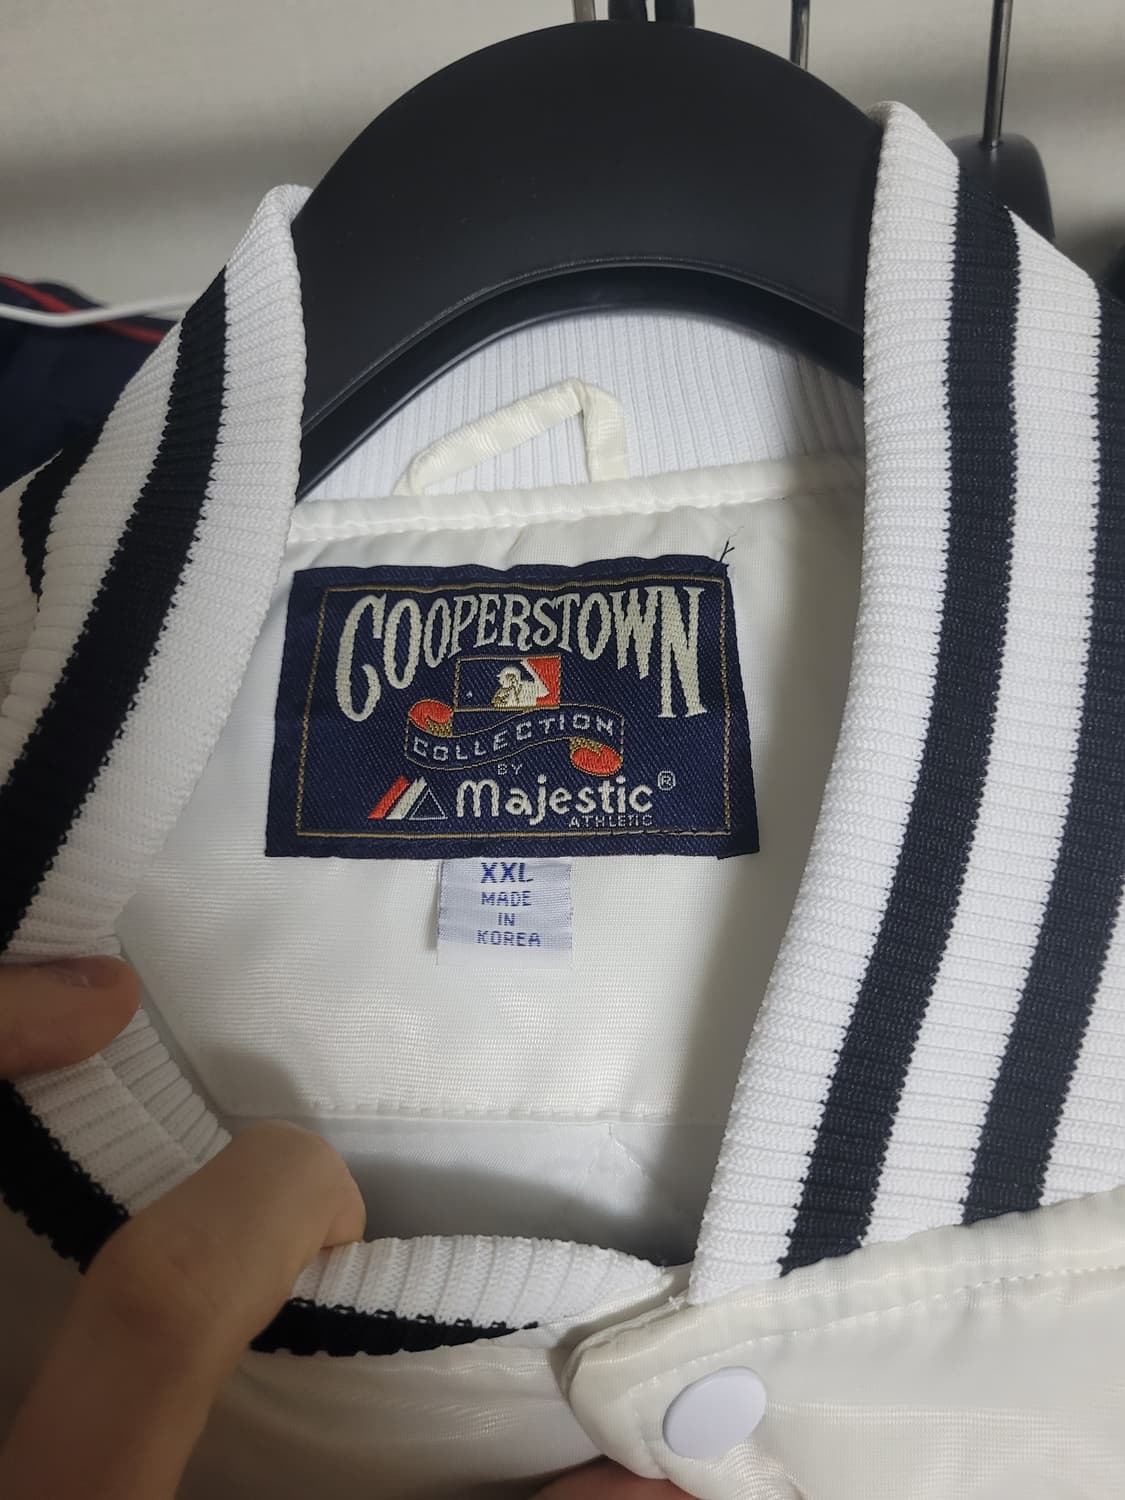 COOPERSTOWN
COLLECTION
BY
Majestic®
ATHLETIC
XXL
MADE
IN
KOREA